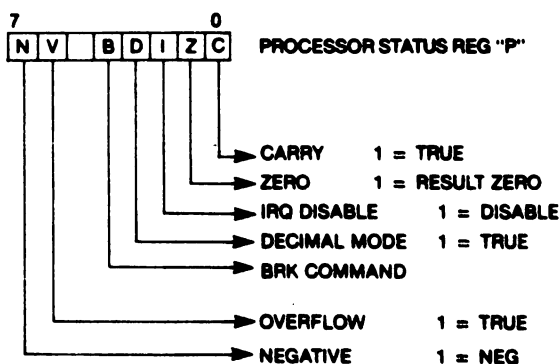 7 0
N V B D I Z C PROCESSOR STATUS REG "P"
CARRY 1 = TRUE
ZERO 1 = RESULT ZERO
IRQ DISABLE 1 = DISABLE
DECIMAL MODE 1 = TRUE
BRK COMMAND
OVERFLOW 1 = TRUE
NEGATIVE 1 = NEG